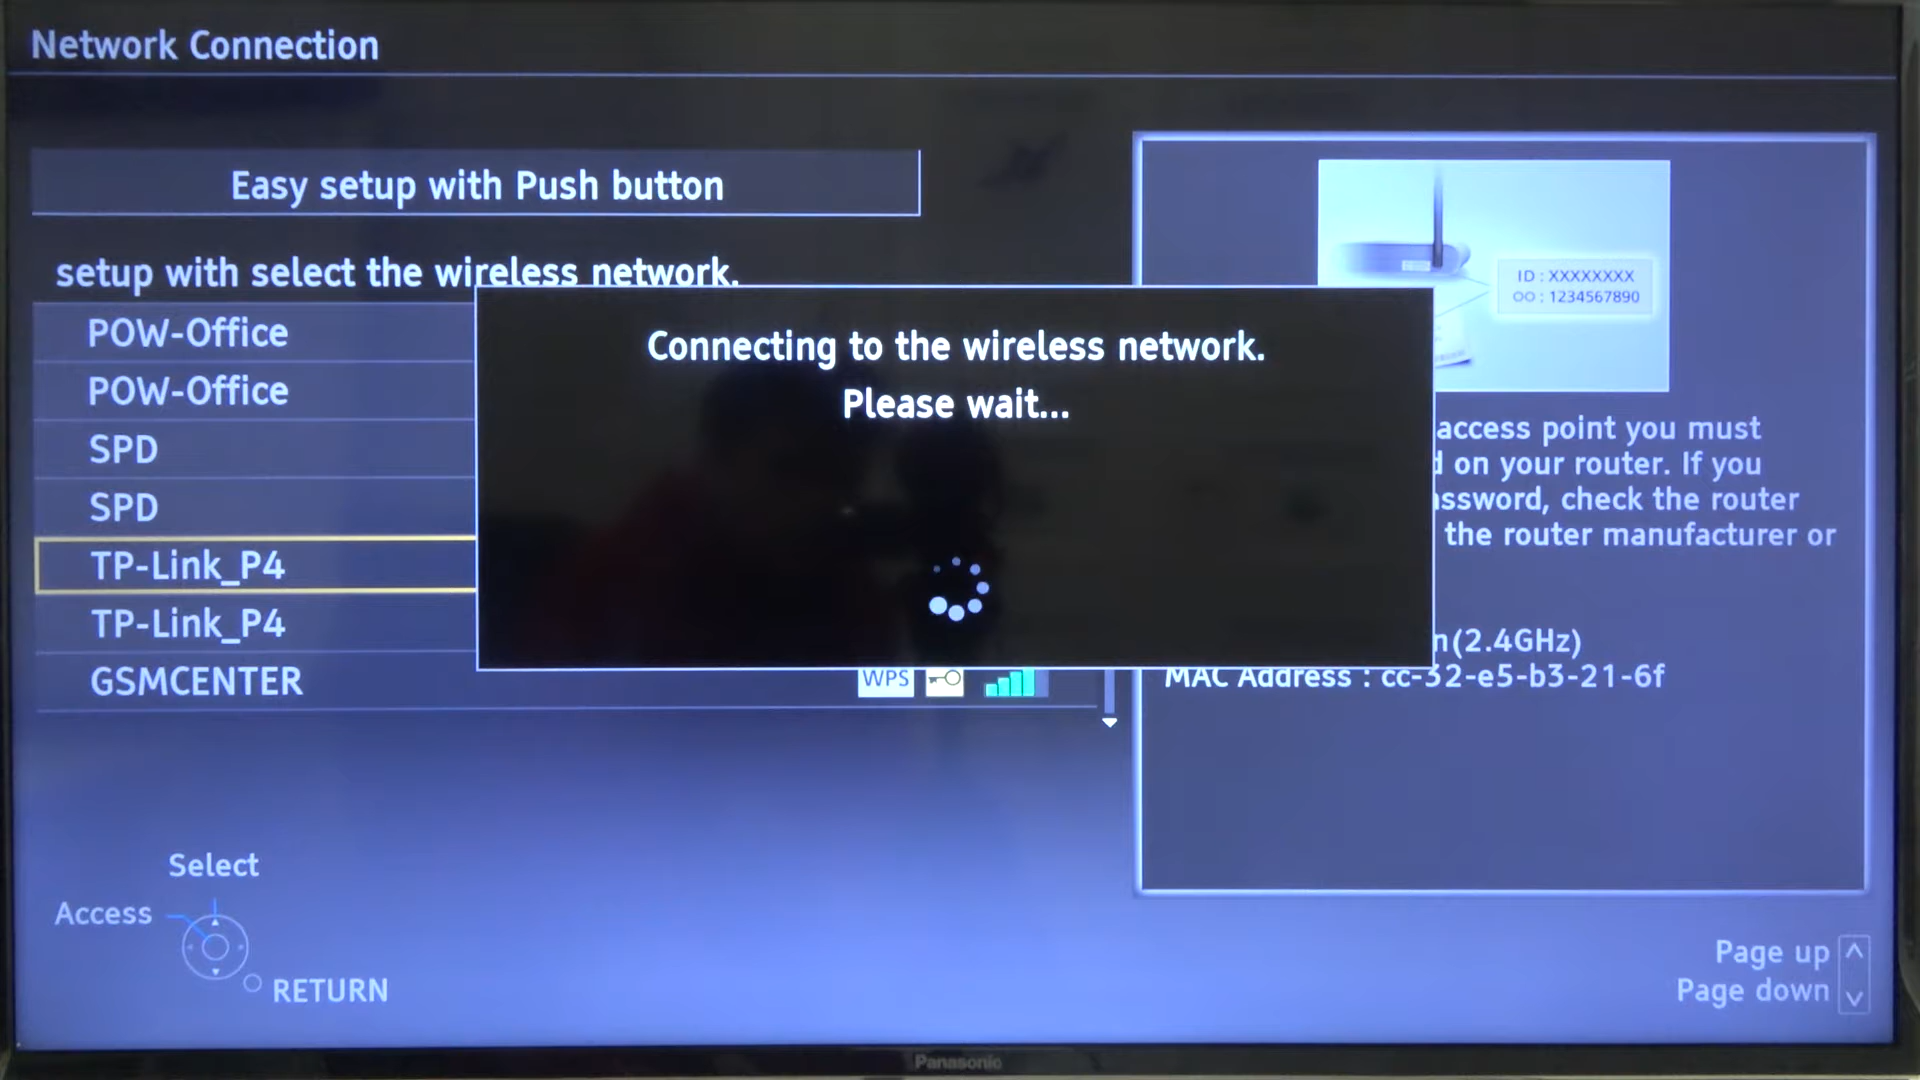 Network Connection
Easy setup with Push button
setup with select the wireless network.
POW-Office
POW-Office
SPD
SPD
TP-Link_P4
TP-Link_P4
GSMCENTER
WPS
Connecting to the wireless network.
Please wait...
ID : XXXXXXXX
OO : 1234567890
access point you must
on your router. If you
check the router
the router manufacturer or
(2.4GHz)
MAC Address : cc-32-e5-b3-21-6f
Select
Access
RETURN
Page up
Page down
Panasonic